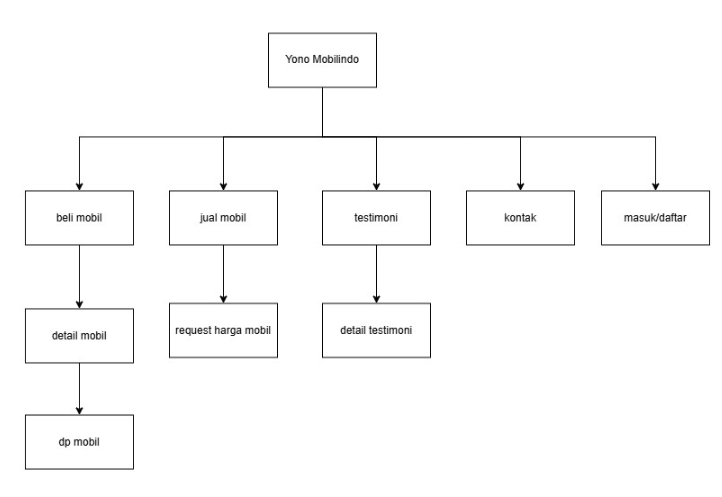 Yono Mobilindo
beli mobil
jual mobil
testimoni
kontak
masuk/daftar
detail mobil
request harga mobil
detail testimoni
dp mobil